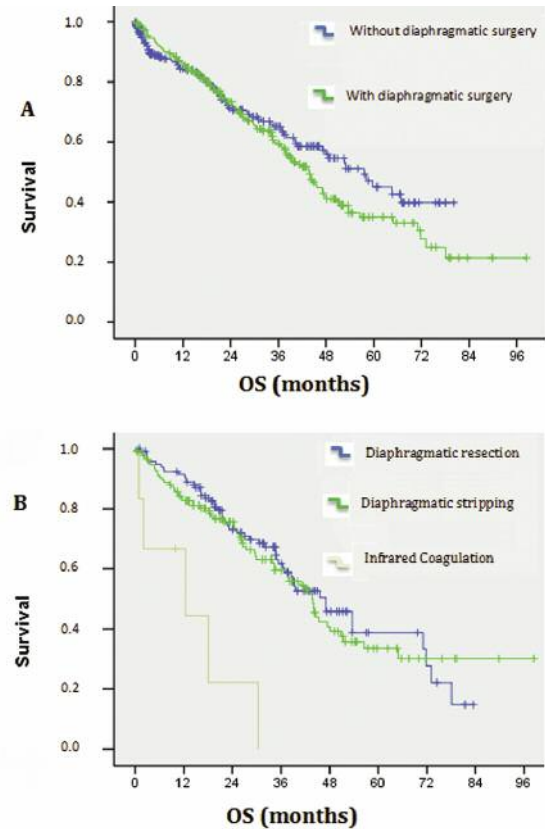 A
Survival
1.0
0.8
0.6
0.4
0.2
0.0
Without diaphragmatic surgery
With diaphragmatic surgery
0 12 24 36 48 60 72 84 96
OS (months)
B
Survival
1.0
0.8
0.6
0.4
0.2
0.0
Diaphragmatic resection
Diaphragmatic stripping
Infrared Coagulation
0 12 24 36 48 60 72 84 96
OS (months)